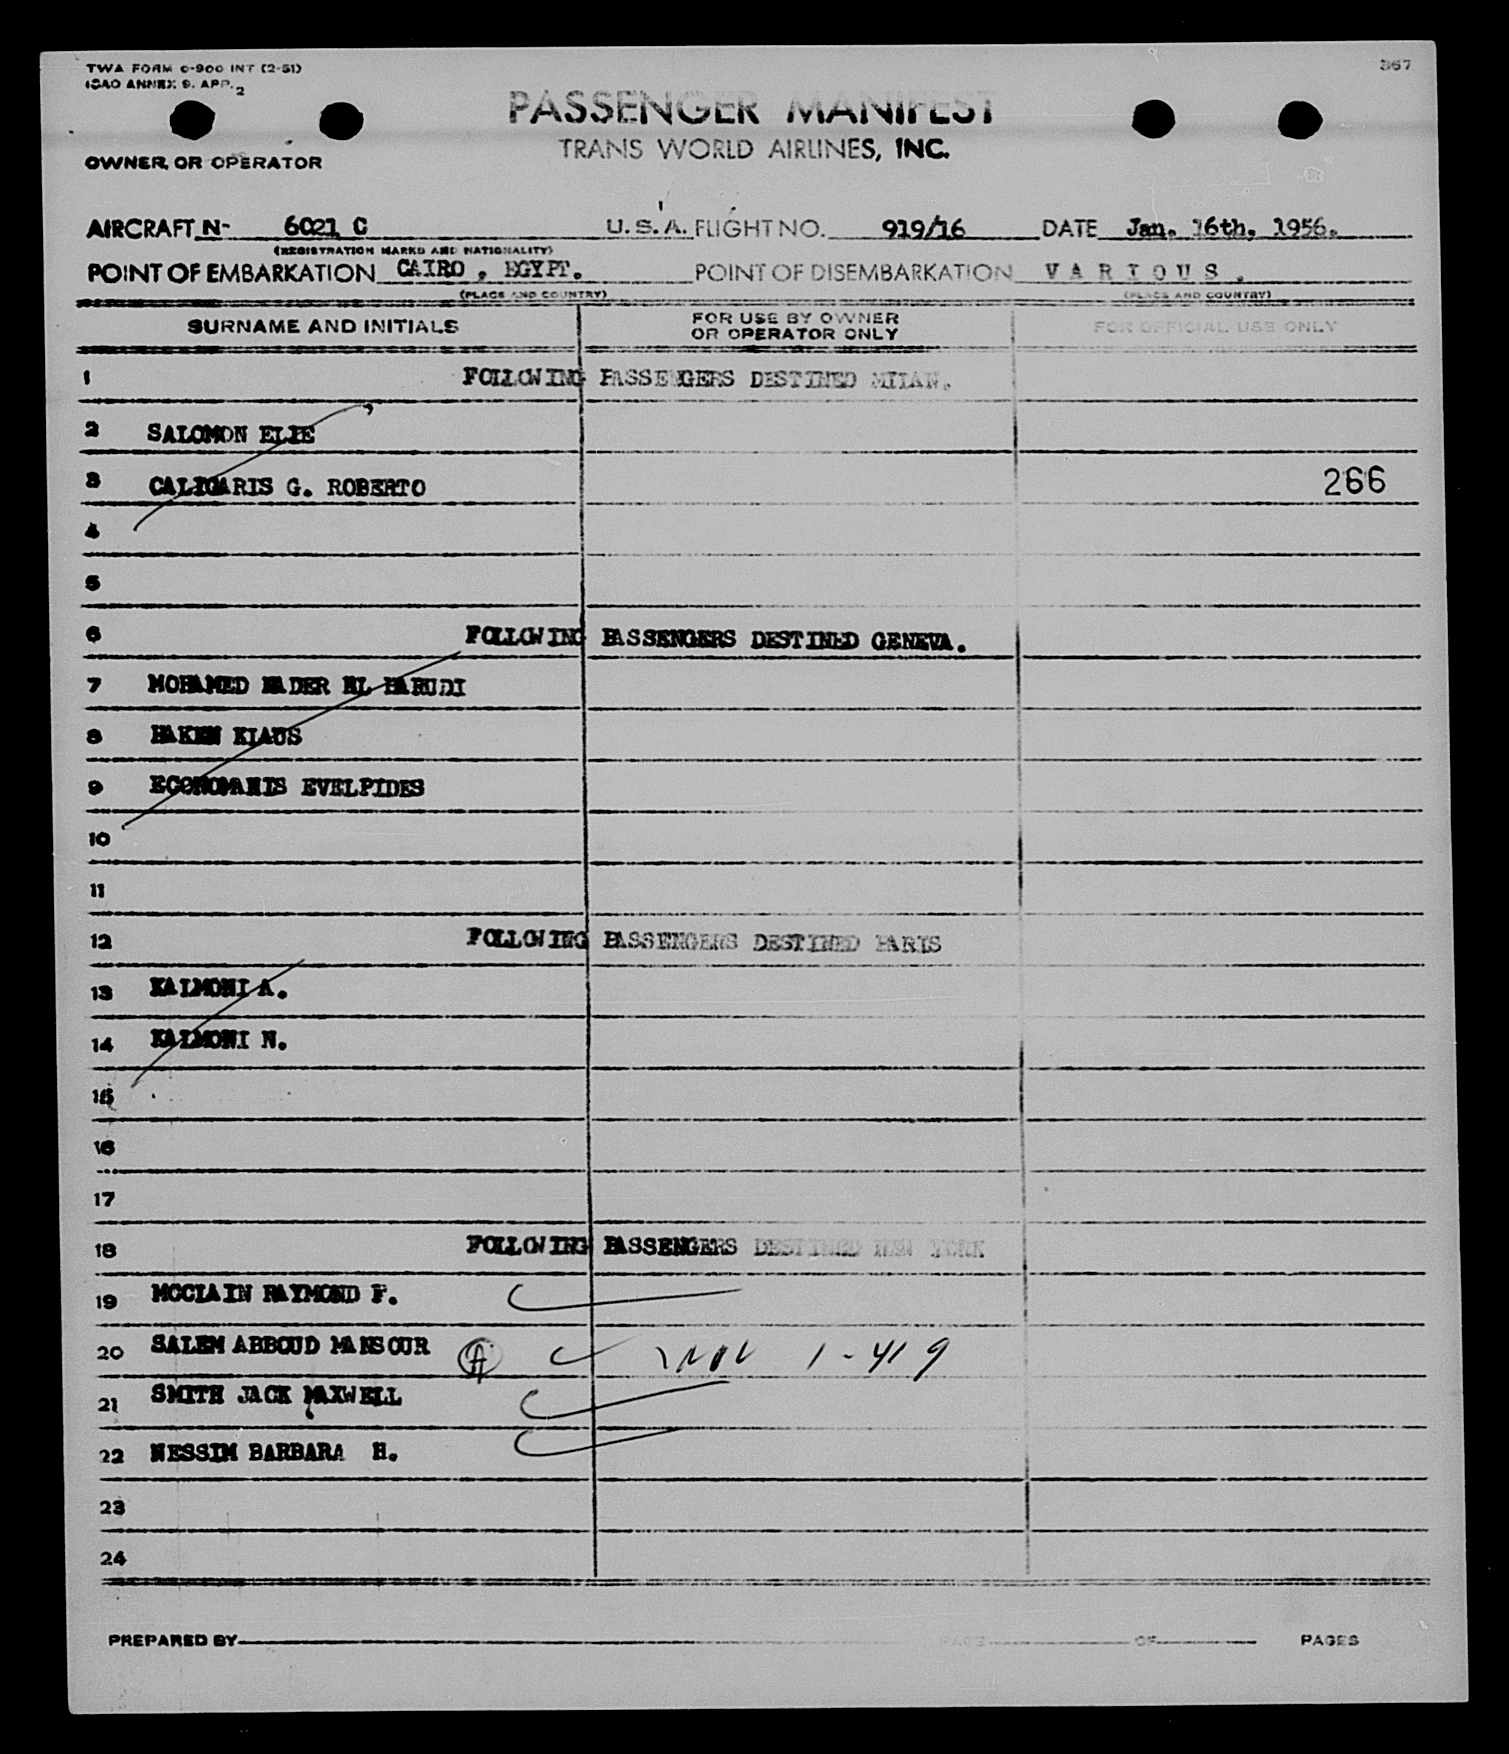 TWA FORM O-900 INT (2-51)
ICAO ANNEX 9. APP. 2
367
PASSENGER MANIFEST
TRANS WORLD AIRLINES, INC.
OWNER OR OPERATOR
AIRCRAFT N- 6021 C U.S.A. FLIGHT NO. 919/16 DATE Jan. 16th, 1956.
(REGISTRATION MARKS AND NATIONALITY)
POINT OF EMBARKATION CAIRO, EGYPT. POINT OF DISEMBARKATION VARIOUS.
(PLACE AND COUNTRY) (PLACE AND COUNTRY)
SURNAME AND INITIALS FOR USE BY OWNER OR OPERATOR ONLY FOR OFFICIAL USE ONLY
1 FOLLOWING PASSENGERS DESTINED MILAN.
2 SALOMON ELIE
3 CALIGARIS G. ROBERTO 266
4
5
6 FOLLOWING PASSENGERS DESTINED GENEVA.
7 MOHAMED NADER EL BARUDI
8 HAKEN KLAUS
9 ECONOMANIS EVELPIDES
10
11
12 FOLLOWING PASSENGERS DESTINED PARIS
13 KALMONI A.
14 KALMONI N.
15
16
17
18 FOLLOWING PASSENGERS DESTINED NEW YORK
19 MCCLAIN RAYMOND F.
20 SALEM ABBOUD MANSOUR A 1-419
21 SMITH JACK MAXWELL
22 NESSIM BARBARA H.
23
24
PREPARED BY PAGE OF PAGES